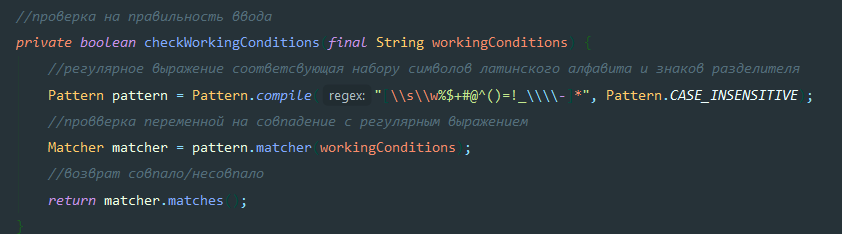 //проверка на правильность ввода
private boolean checkWorkingConditions final String workingConditions {
//регулярное выражение соответсвующая набору символов латинского алфавита и знаков разделителя
Pattern pattern = Pattern.compile regex: " \\s\\w%$+#@^()=!_\\\\- *", Pattern.CASE_INSENSITIVE ;
//провверка переменной на совпадение с регулярным выражением
Matcher matcher = pattern.matcher workingConditions ;
//возврат совпало/несовпало
return matcher.matches ;
}